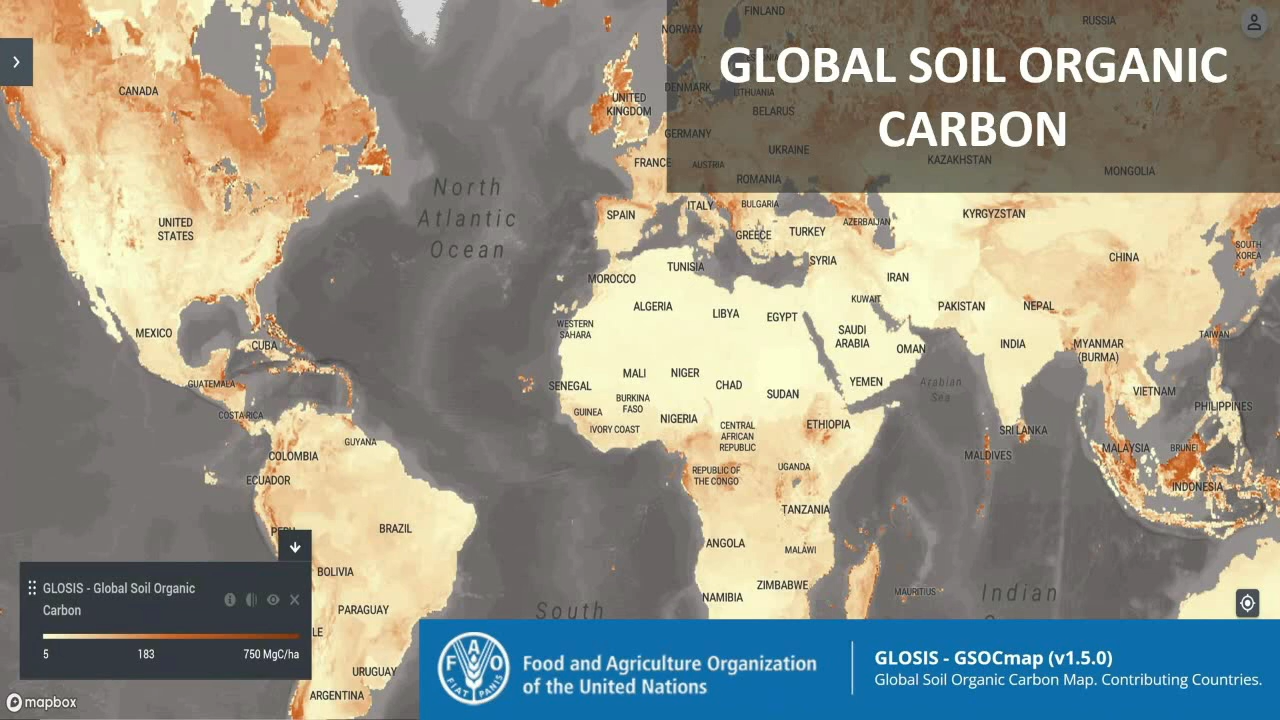 GLOBAL SOIL ORGANIC
CARBON
FINLAND
RUSSIA
NORWAY
CANADA
UNITED
KINGDOM
DENMARK
LITHUANIA
BELARUS
GERMANY
UKRAINE
FRANCE
AUSTRIA
KAZAKHSTAN
ROMANIA
MONGOLIA
North
Atlantic
Ocean
UNITED
STATES
SPAIN
ITALY
BULGARIA
GREECE
TURKEY
AZERBAIJAN
KYRGYZSTAN
SOUTH
KOREA
SYRIA
CHINA
MOROCCO
TUNISIA
IRAN
ALGERIA
LIBYA
EGYPT
KUWAIT
PAKISTAN
NEPAL
WESTERN
SAHARA
MEXICO
CUBA
SAUDI
ARABIA
OMAN
INDIA
MYANMAR
(BURMA)
TAIWAN
GUATEMALA
SENEGAL
MALI
NIGER
CHAD
SUDAN
YEMEN
Arabian
Sea
VIETNAM
PHILIPPINES
COSTA RICA
GUINEA
BURKINA
FASO
IVORY COAST
NIGERIA
CENTRAL
AFRICAN
REPUBLIC
ETHIOPIA
SRI LANKA
MALDIVES
MALAYSIA
BRUNEI
INDONESIA
GUYANA
COLOMBIA
ECUADOR
REPUBLIC OF
THE CONGO
UGANDA
TANZANIA
PERU
BRAZIL
ANGOLA
MALAWI
BOLIVIA
ZIMBABWE
NAMIBIA
MAURITIUS
Indian
South
PARAGUAY
LE
URUGUAY
ARGENTINA
GLOSIS - Global Soil Organic
Carbon
5 183 750 MgC/ha
mapbox
F A O
FIAT PANIS
Food and Agriculture Organization
of the United Nations
GLOSIS - GSOCmap (v1.5.0)
Global Soil Organic Carbon Map. Contributing Countries.